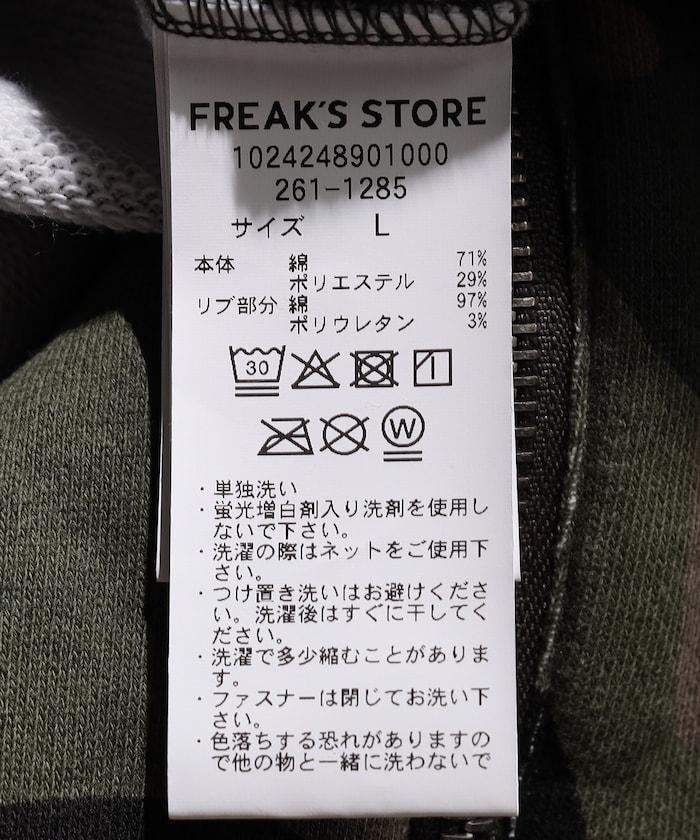 FREAK'S STORE
1024248901000
261-1285
サイズ L
本体 綿 71%
ポリエステル 29%
リブ部分 綿 97%
ポリウレタン 3%
30
W
・単独洗い
・蛍光増白剤入り洗剤を使用し
ないで下さい。
・洗濯の際はネットをご使用下
さい。
・つけ置き洗いはお避けくださ
い。洗濯後はすぐに干してく
ださい。
・洗濯で多少縮むことがありま
す。
・ファスナーは閉じてお洗い下
さい。
・色落ちする恐れがありますの
で他の物と一緒に洗わないで